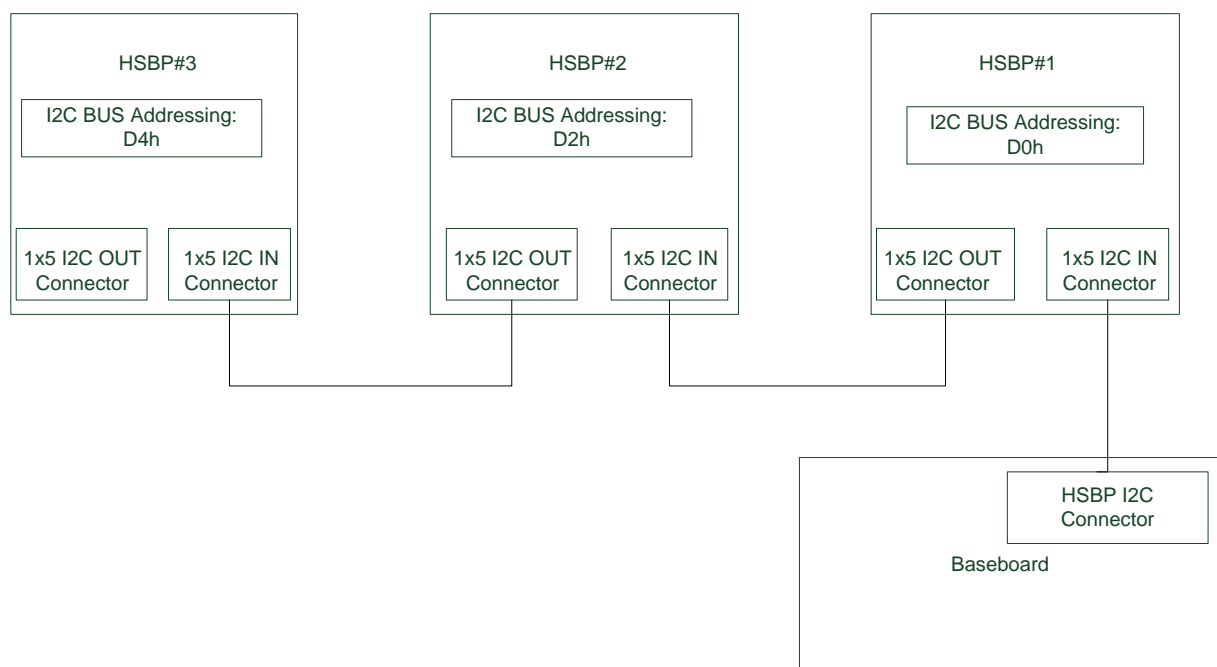 HSBP#3
I2C BUS Addressing:
D4h
1x5 I2C OUT
Connector
1x5 I2C IN
Connector
HSBP#2
I2C BUS Addressing:
D2h
1x5 I2C OUT
Connector
1x5 I2C IN
Connector
HSBP#1
I2C BUS Addressing:
D0h
1x5 I2C OUT
Connector
1x5 I2C IN
Connector
HSBP I2C
Connector
Baseboard